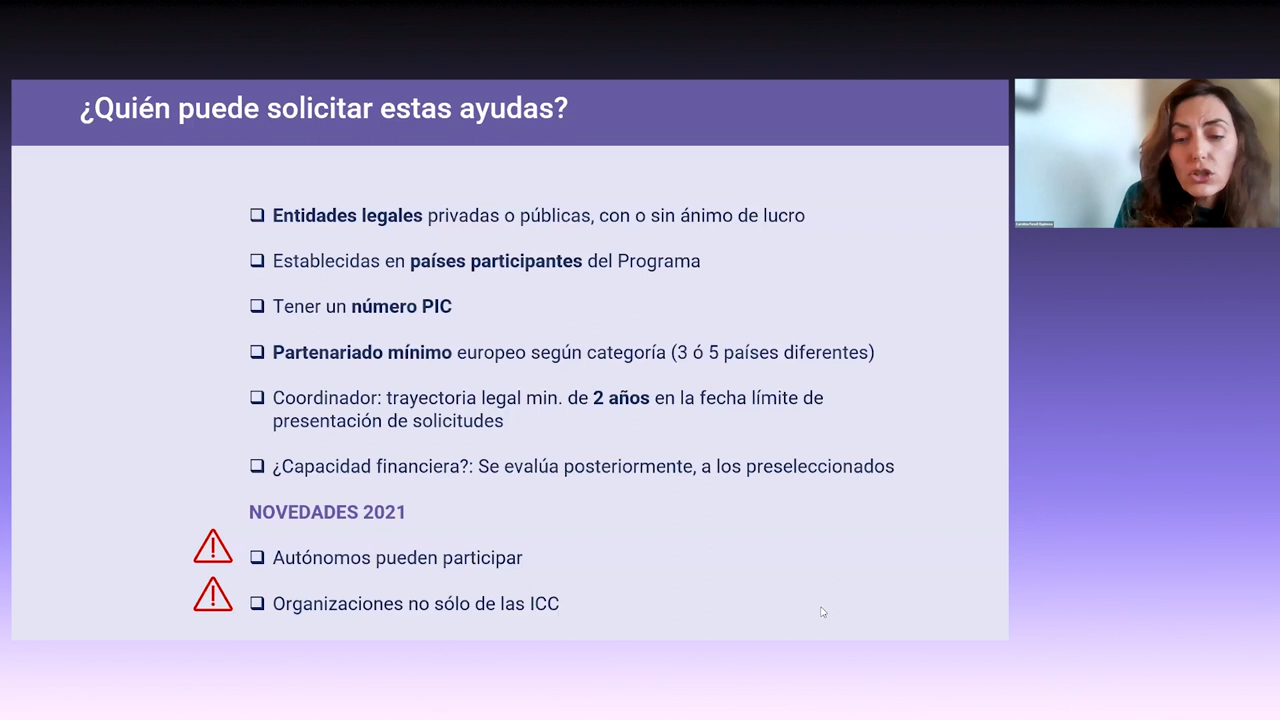 ¿Quién puede solicitar estas ayudas?
Entidades legales privadas o públicas, con o sin ánimo de lucro
Establecidas en países participantes del Programa
Tener un número PIC
Partenariado mínimo europeo según categoría (3 ó 5 países diferentes)
Coordinador: trayectoria legal min. de 2 años en la fecha límite de
presentación de solicitudes
¿Capacidad financiera?: Se evalúa posteriormente, a los preseleccionados
NOVEDADES 2021
Autónomos pueden participar
Organizaciones no sólo de las ICC